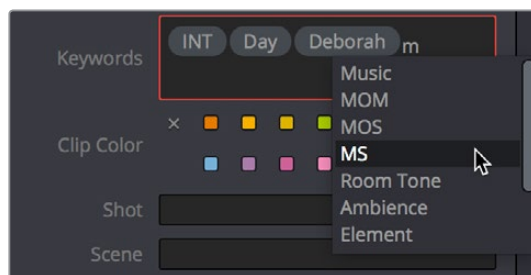 Keywords INT Day Deborah m
Music
MOM
MOS
Clip Color
MS
Room Tone
Shot
Ambience
Element
Scene